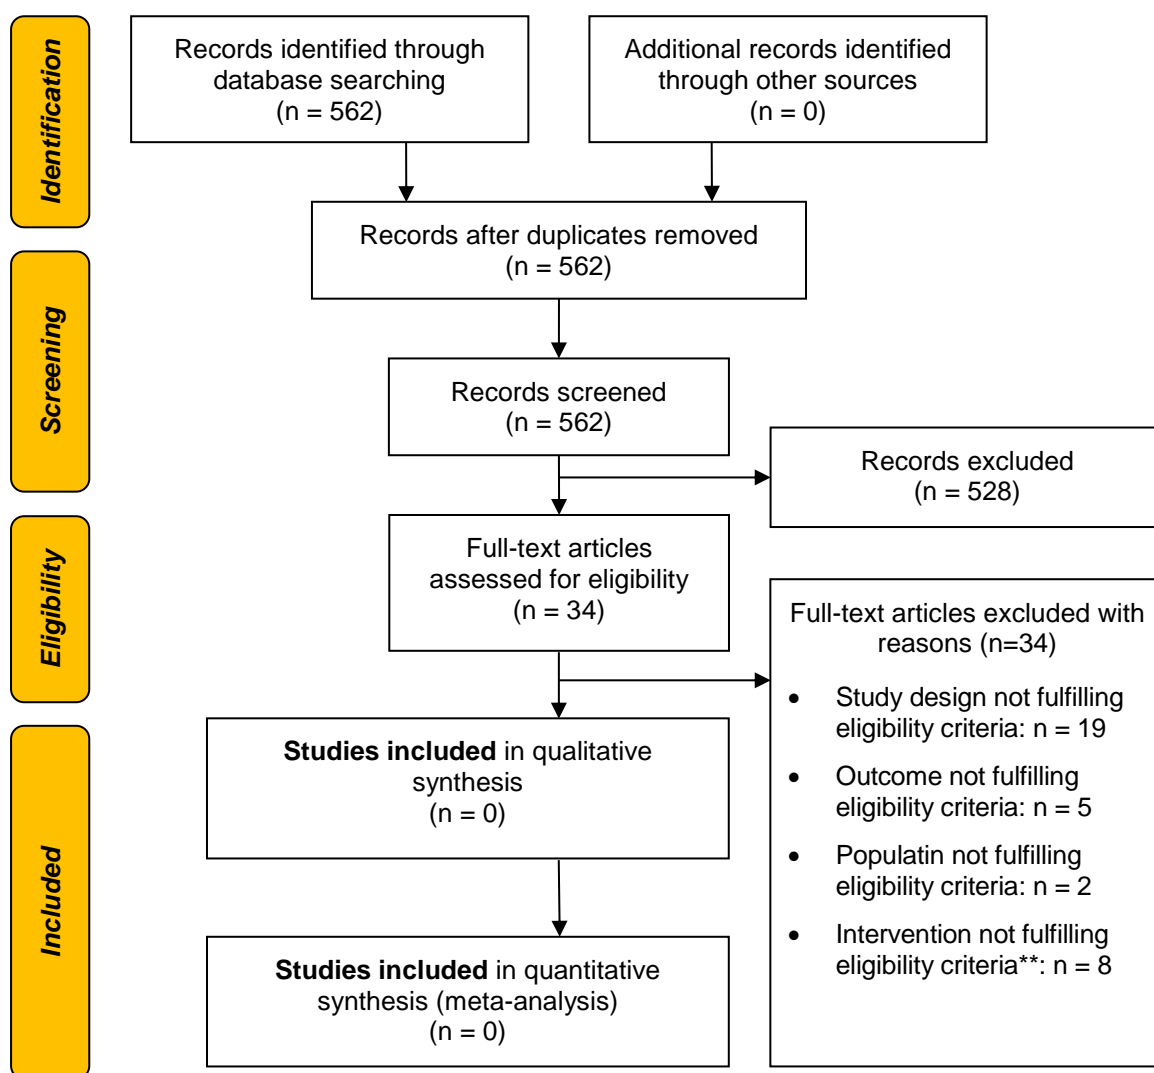 Identification
Records identified through
database searching
(n = 562)
Additional records identified
through other sources
(n = 0)
Records after duplicates removed
(n = 562)
Screening
Records screened
(n = 562)
Records excluded
(n = 528)
Eligibility
Full-text articles
assessed for eligibility
(n = 34)
Full-text articles excluded with
reasons (n=34)
• Study design not fulfilling
eligibility criteria: n = 19
• Outcome not fulfilling
eligibility criteria: n = 5
• Populatin not fulfilling
eligibility criteria: n = 2
• Intervention not fulfilling
eligibility criteria**: n = 8
Included
Studies included in qualitative
synthesis
(n = 0)
Studies included in quantitative
synthesis (meta-analysis)
(n = 0)